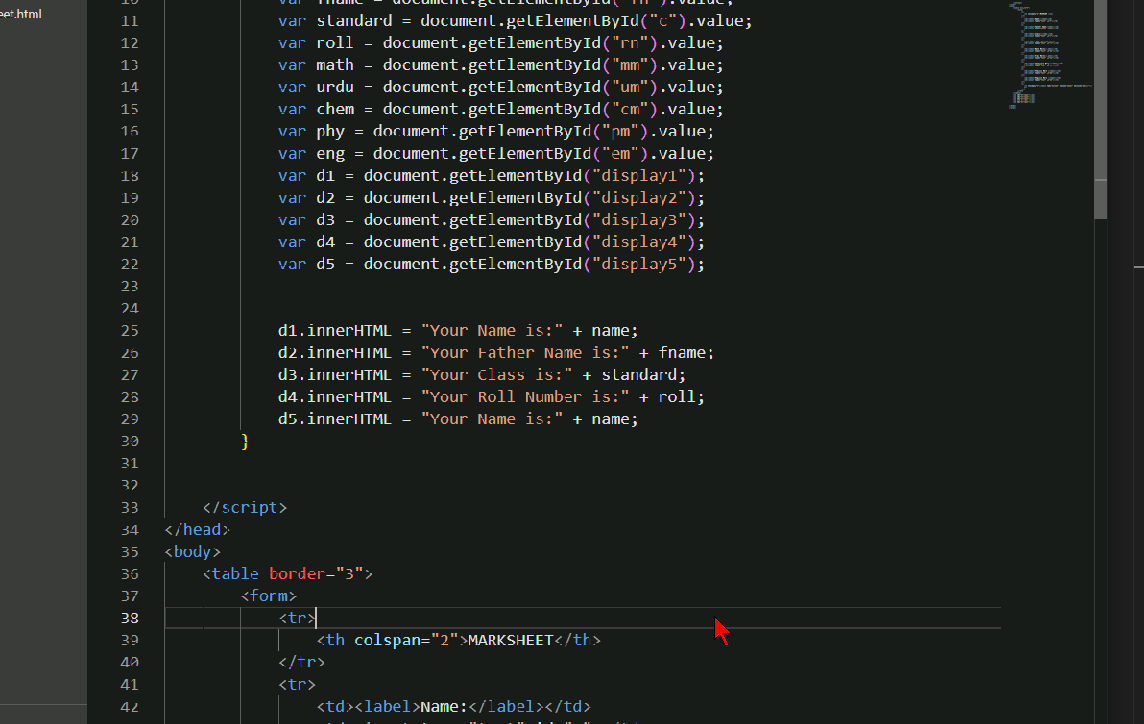 eet.html
10 var fname = document.getElementById("fn").value;
11 var standard = document.getElementById("c").value;
12 var roll = document.getElementById("rn").value;
13 var math = document.getElementById("mm").value;
14 var urdu = document.getElementById("um").value;
15 var chem = document.getElementById("cm").value;
16 var phy = document.getElementById("pm").value;
17 var eng = document.getElementById("em").value;
18 var d1 = document.getElementById("display1");
19 var d2 = document.getElementById("display2");
20 var d3 = document.getElementById("display3");
21 var d4 = document.getElementById("display4");
22 var d5 = document.getElementById("display5");
23
24
25 d1.innerHTML = "Your Name is:" + name;
26 d2.innerHTML = "Your Father Name is:" + fname;
27 d3.innerHTML = "Your Class is:" + standard;
28 d4.innerHTML = "Your Roll Number is:" + roll;
29 d5.innerHTML = "Your Name is:" + name;
30 }
31
32
33 </script>
34 </head>
35 <body>
36 <table border="3">
37 <form>
38 <tr>
39 <th colspan="2">MARKSHEET</th>
40 </tr>
41 <tr>
42 <td><label>Name:</label></td>